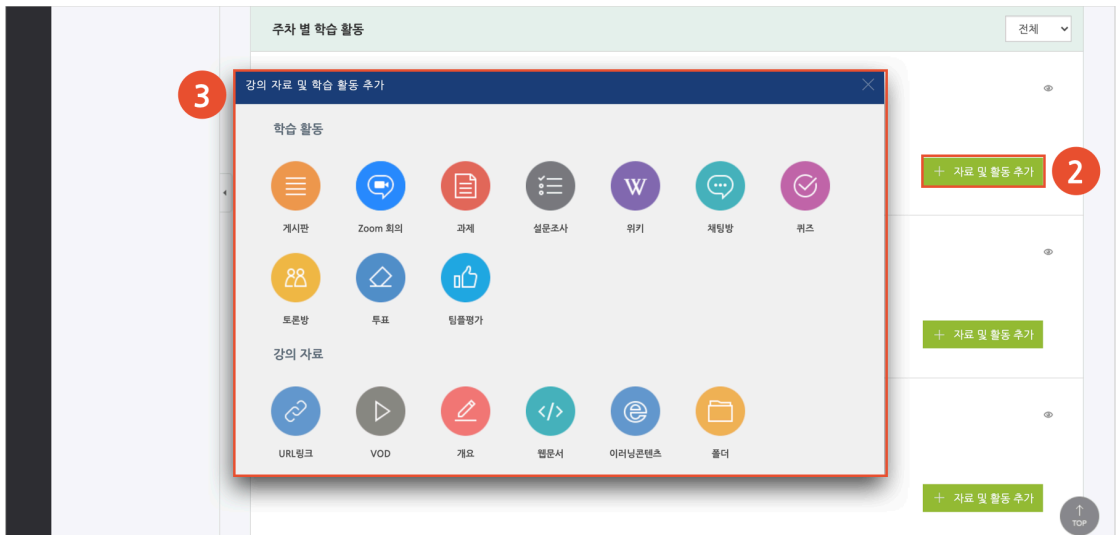 주차 별 학습 활동
전체
3
강의 자료 및 학습 활동 추가
학습 활동
+ 자료 및 활동 추가
2
게시판
Zoom 회의
과제
설문조사
위키
채팅방
퀴즈
토론방
투표
팀플평가
+ 자료 및 활동 추가
강의 자료
URL링크
VOD
개요
웹문서
이러닝콘텐츠
폴더
+ 자료 및 활동 추가
TOP